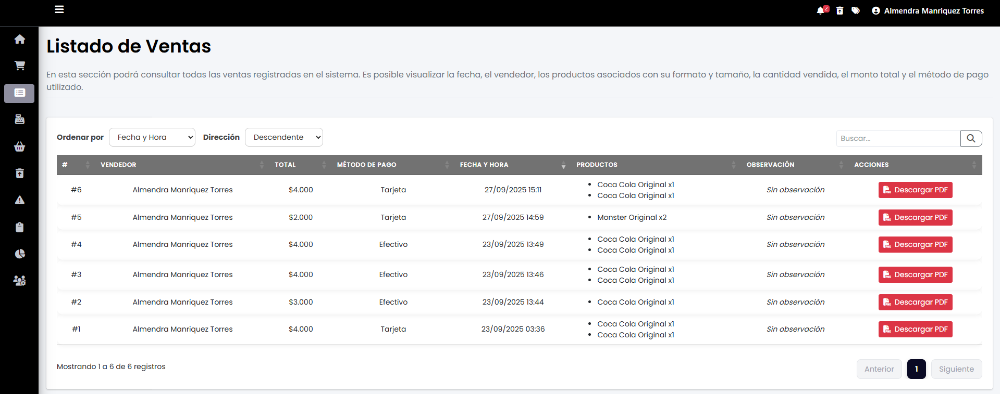 2
Almendra Manriquez Torres
Listado de Ventas
En esta sección podrá consultar todas las ventas registradas en el sistema. Es posible visualizar la fecha, el vendedor, los productos asociados con su formato y tamaño, la cantidad vendida, el monto total y el método de pago
utilizado.
Ordenar por Fecha y Hora Dirección Descendente Buscar...
# VENDEDOR TOTAL MÉTODO DE PAGO FECHA Y HORA PRODUCTOS OBSERVACIÓN ACCIONES
#6 Almendra Manriquez Torres $4.000 Tarjeta 27/09/2025 15:11 • Coca Cola Original x1 Sin observación Descargar PDF
• Coca Cola Original x1
#5 Almendra Manriquez Torres $2.000 Tarjeta 27/09/2025 14:59 • Monster Original x2 Sin observación Descargar PDF
#4 Almendra Manriquez Torres $4.000 Efectivo 23/09/2025 13:49 • Coca Cola Original x1 Sin observación Descargar PDF
• Coca Cola Original x1
#3 Almendra Manriquez Torres $4.000 Efectivo 23/09/2025 13:46 • Coca Cola Original x1 Sin observación Descargar PDF
• Coca Cola Original x1
#2 Almendra Manriquez Torres $3.000 Efectivo 23/09/2025 13:44 • Coca Cola Original x1 Sin observación Descargar PDF
#1 Almendra Manriquez Torres $4.000 Tarjeta 23/09/2025 03:36 • Coca Cola Original x1 Sin observación Descargar PDF
• Coca Cola Original x1
Mostrando 1 a 6 de 6 registros
Anterior 1 Siguiente